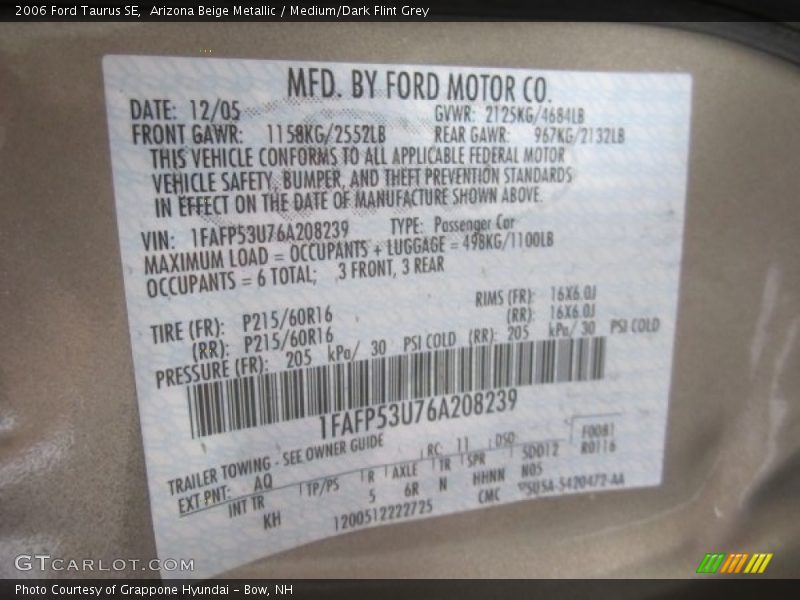 2006 Ford Taurus SE,  Arizona Beige Metallic / Medium/Dark Flint Grey
MFD. BY FORD MOTOR CO.
DATE: 12/05 GVWR: 2125KG/4684LB
FRONT GAWR: 1158KG/2552LB REAR GAWR: 967KG/2132LB
THIS VEHICLE CONFORMS TO ALL APPLICABLE FEDERAL MOTOR
VEHICLE SAFETY, BUMPER, AND THEFT PREVENTION STANDARDS
IN EFFECT ON THE DATE OF MANUFACTURE SHOWN ABOVE.
VIN: 1FAFP53U76A208239 TYPE: Passenger Car
MAXIMUM LOAD = OCCUPANTS + LUGGAGE = 498KG/1100LB
OCCUPANTS = 6 TOTAL; 3 FRONT, 3 REAR
TIRE (FR): P215/60R16 RIMS (FR): 16X6.0J
(RR): P215/60R16 (RR): 16X6.0J
PRESSURE (FR): 205 kPa/ 30 PSI COLD (RR): 205 kPa/ 30 PSI COLD
1FAFP53U76A208239
TRAILER TOWING - SEE OWNER GUIDE RC: 11 DSO: F0081
EXT PNT: AQ R0116
INT TR TP/PS R AXLE TR SPR SD012
KH 5 6R N HHNN N05
1200512222725 CMC 5U5A-5420472-AA
GTCARLOT.COM
Photo Courtesy of Grappone Hyundai - Bow, NH